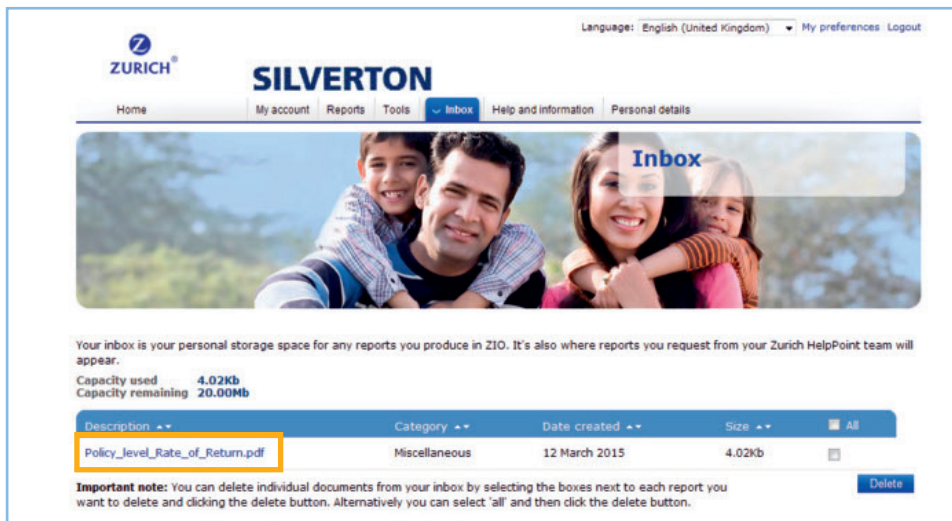 Language: English (United Kingdom) My preferences Logout
ZURICH®
SILVERTON
Home My account Reports Tools Inbox Help and information Personal details
Inbox
Your inbox is your personal storage space for any reports you produce in ZIO. It's also where reports you request from your Zurich HelpPoint team will
appear.
Capacity used 4.02Kb
Capacity remaining 20.00Mb
Description Category Date created Size All
Policy_level_Rate_of_Return.pdf Miscellaneous 12 March 2015 4.02Kb
Important note: You can delete individual documents from your inbox by selecting the boxes next to each report you
want to delete and clicking the delete button. Alternatively you can select 'all' and then click the delete button.
Delete